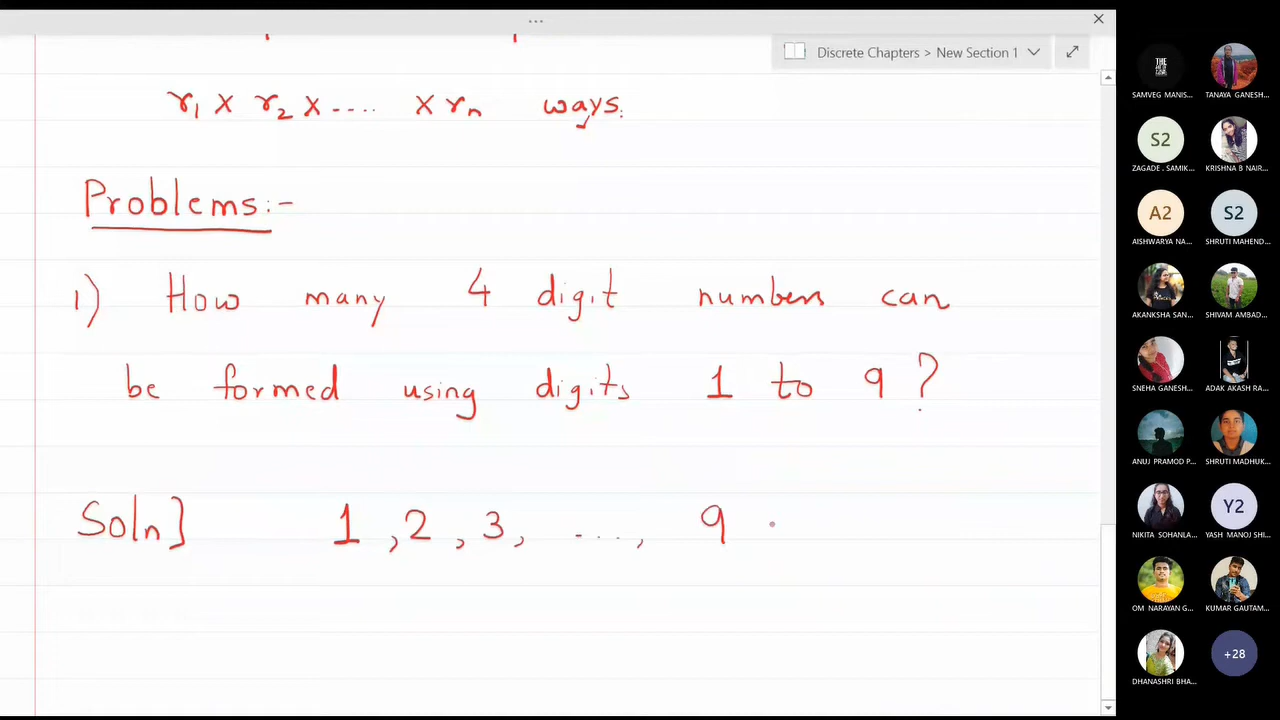 Discrete Chapters > New Section 1
r1 x r2 x .... x rn ways.
Problems:-
1) How many 4 digit numbers can
be formed using digits 1 to 9 ?
Soln] 1 , 2 , 3 , ...., 9
SAMVEG MANIS...
TANAYA GANESH...
S2
ZAGADE . SAMIK...
KRISHNA B NAIR...
A2
AISHWARYA NA...
S2
SHRUTI MAHEND...
AKANKSHA SAN...
SHIVAM AMBAD...
SNEHA GANESH...
ADAK AKASH RA...
ANUJ PRAMOD P...
SHRUTI MADHUK...
NIKITA SOHANLA...
Y2
YASH MANOJ SHI...
OM NARAYAN G...
KUMAR GAUTAM...
DHANASHRI BHA...
+28